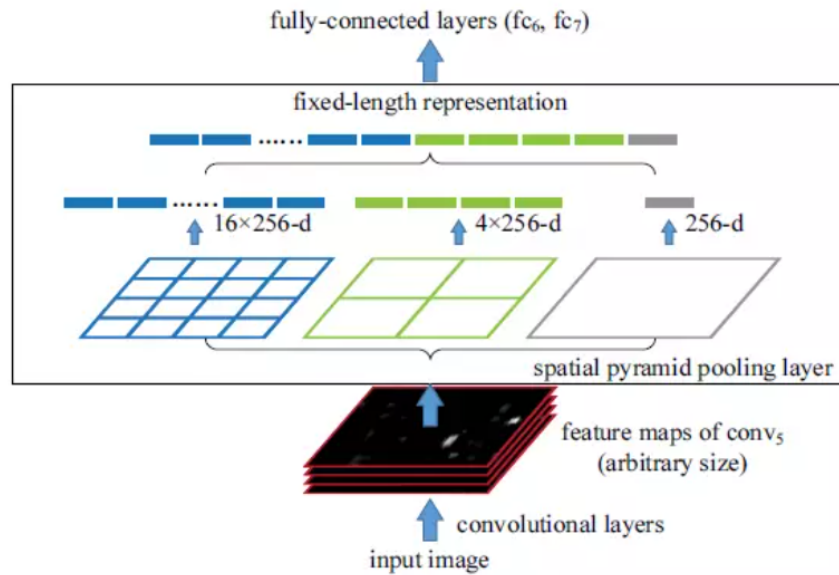 fully-connected layers (fc₆, fc₇)
fixed-length representation
......
......
16×256-d
4×256-d
256-d
spatial pyramid pooling layer
feature maps of conv₅
(arbitrary size)
convolutional layers
input image